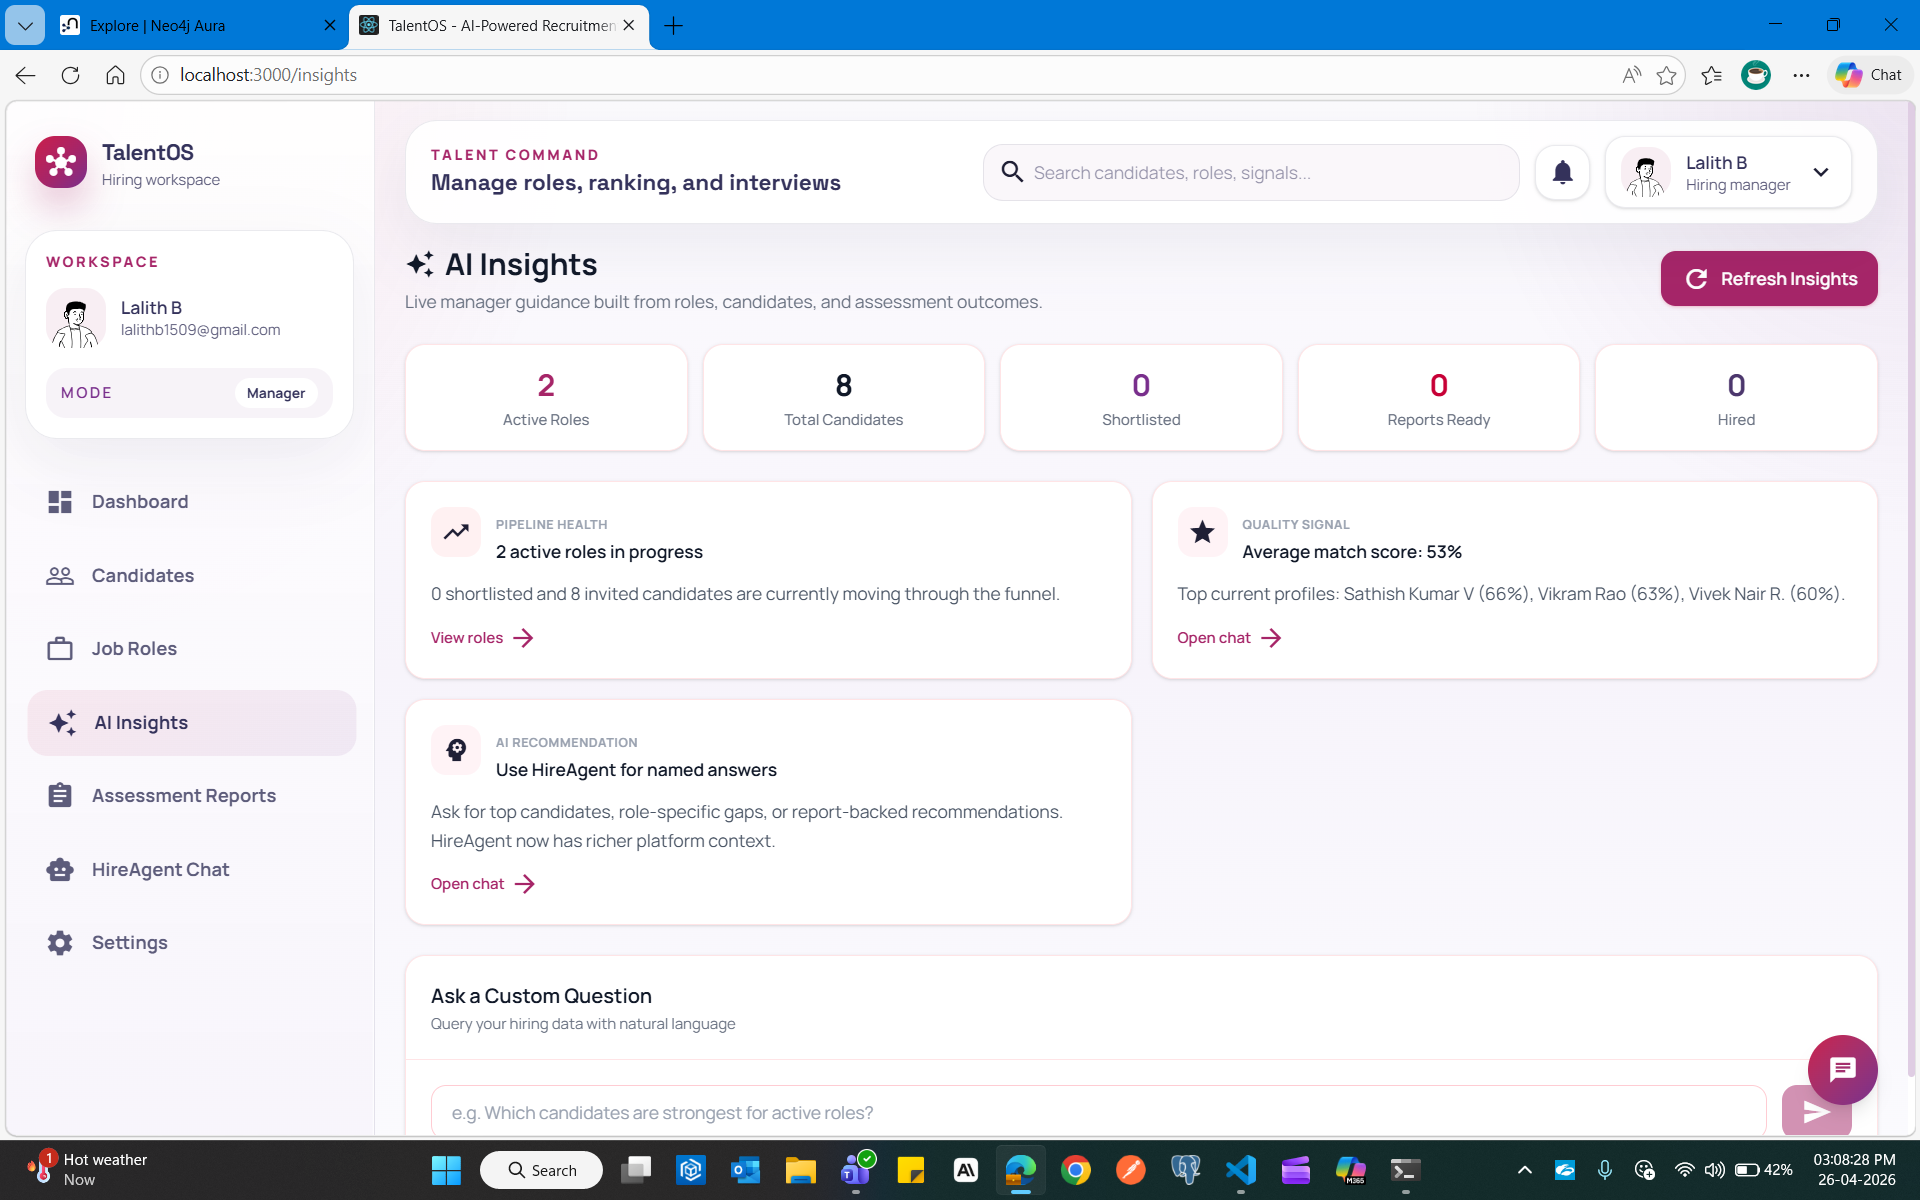 Explore | Neo4j Aura
TalentOS - AI-Powered Recruitmen
localhost:3000/insights
Chat
TalentOS
Hiring workspace
WORKSPACE
Lalith B
lalithb1509@gmail.com
MODE
Manager
Dashboard
Candidates
Job Roles
AI Insights
Assessment Reports
HireAgent Chat
Settings
TALENT COMMAND
Manage roles, ranking, and interviews
Search candidates, roles, signals...
Lalith B
Hiring manager
AI Insights
Live manager guidance built from roles, candidates, and assessment outcomes.
Refresh Insights
2
Active Roles
8
Total Candidates
0
Shortlisted
0
Reports Ready
0
Hired
PIPELINE HEALTH
2 active roles in progress
0 shortlisted and 8 invited candidates are currently moving through the funnel.
View roles
QUALITY SIGNAL
Average match score: 53%
Top current profiles: Sathish Kumar V (66%), Vikram Rao (63%), Vivek Nair R. (60%).
Open chat
AI RECOMMENDATION
Use HireAgent for named answers
Ask for top candidates, role-specific gaps, or report-backed recommendations.
HireAgent now has richer platform context.
Open chat
Ask a Custom Question
Query your hiring data with natural language
e.g. Which candidates are strongest for active roles?
1
Hot weather
Now
Search
M365
42%
03:08:28 PM
26-04-2026